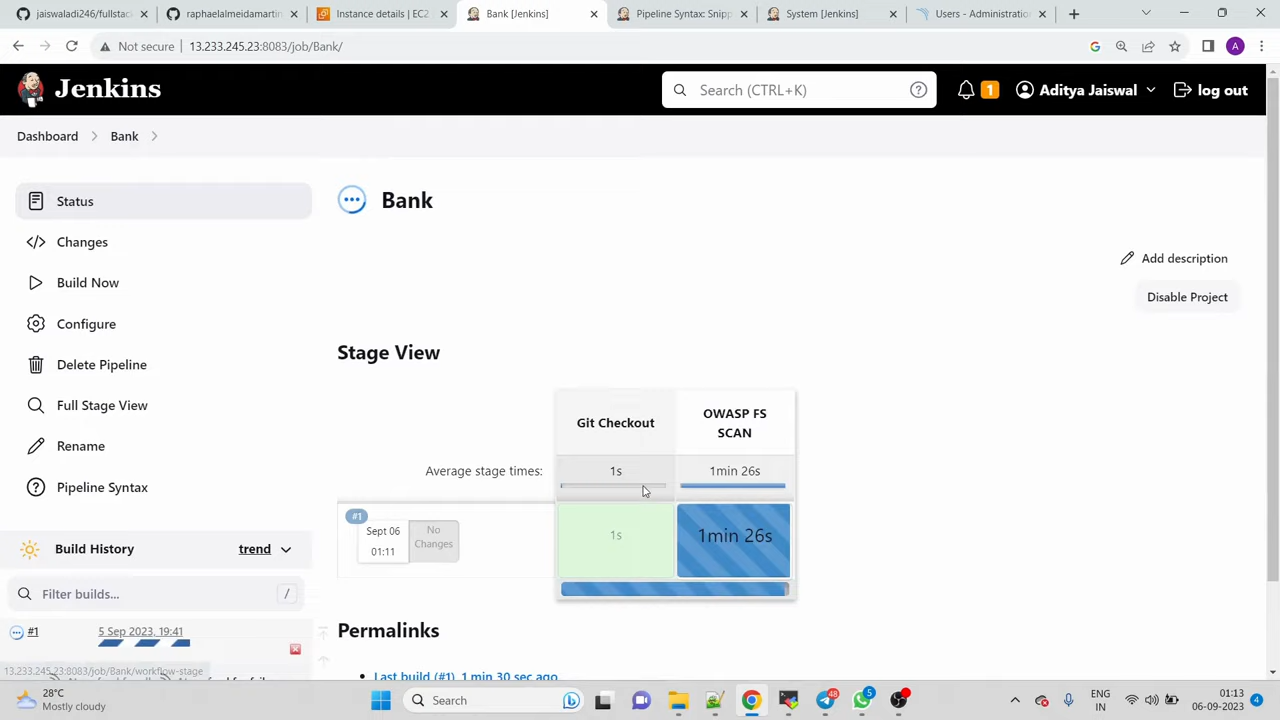 jaiswaladi246/fullstac
raphaelalmeidamartin
Instance details | EC2
Bank [Jenkins]
Pipeline Syntax: Snipp
System [Jenkins]
Users - Administratio
Not secure
13.233.245.23:8083/job/Bank/
A
Jenkins
Search (CTRL+K)
1
Aditya Jaiswal
log out
Dashboard
Bank
Status
Bank
Changes
Add description
Build Now
Disable Project
Configure
Stage View
Delete Pipeline
Full Stage View
Git Checkout
OWASP FS
SCAN
Rename
Average stage times:
1s
1min 26s
Pipeline Syntax
#1
Sept 06
01:11
No
Changes
1s
1min 26s
Build History
trend
Filter builds...
/
Permalinks
#1
5 Sep 2023, 19:41
13.233.245.23:8083/job/Bank/workflow-stage
Last build (#1), 1 min 30 sec ago
28°C
Mostly cloudy
Search
48
5
ENG
IN
01:13
06-09-2023
4